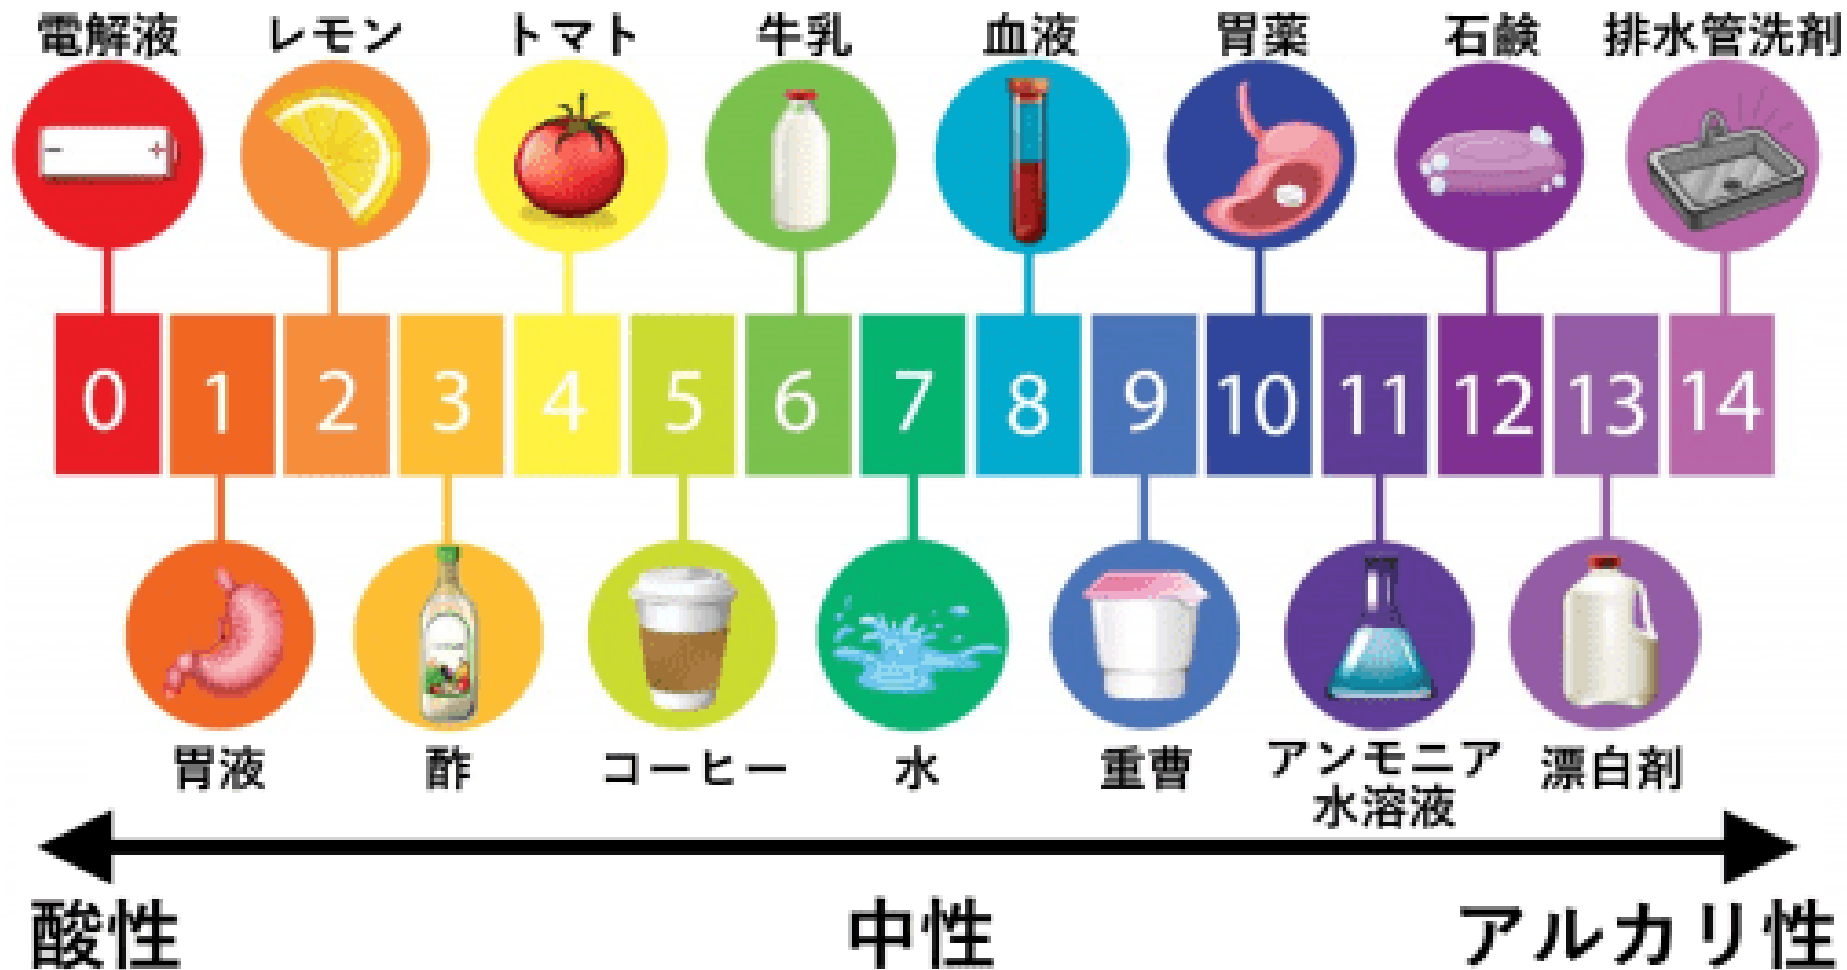 電解液 レモン トマト 牛乳 血液 胃薬 石鹸 排水管洗剤
- +
0 1 2 3 4 5 6 7 8 9 10 11 12 13 14
胃液 酢 コーヒー 水 重曹 アンモニア 漂白剤
水溶液
酸性 中性 アルカリ性